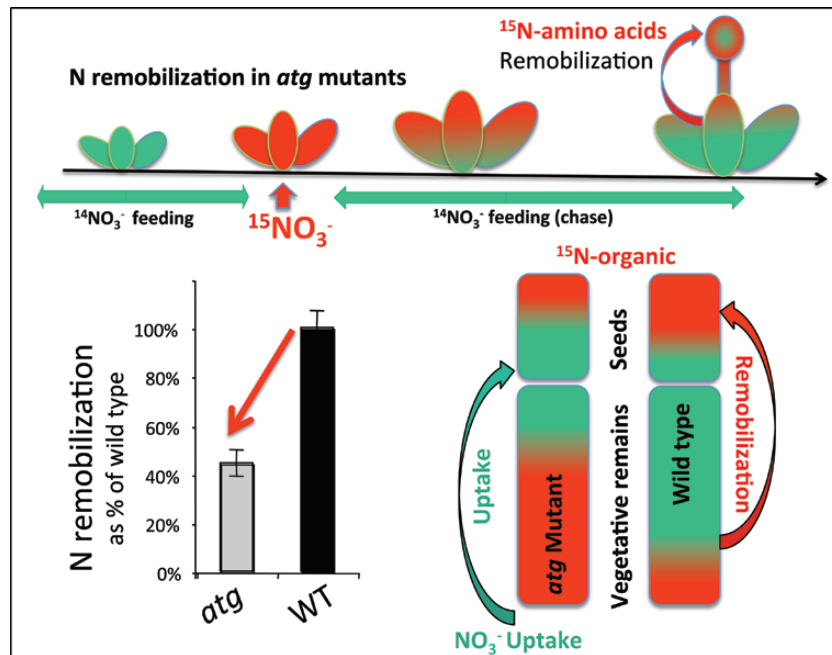 ¹⁵N-amino acids
Remobilization
N remobilization in atg mutants
¹⁴NO₃⁻ feeding
¹⁵NO₃⁻
¹⁴NO₃⁻ feeding (chase)
¹⁵N-organic
N remobilization
as % of wild type
100%
80%
60%
40%
20%
0%
atg
WT
Uptake
atg Mutant
Seeds
Vegetative remains
Wild type
Remobilization
NO₃⁻ Uptake